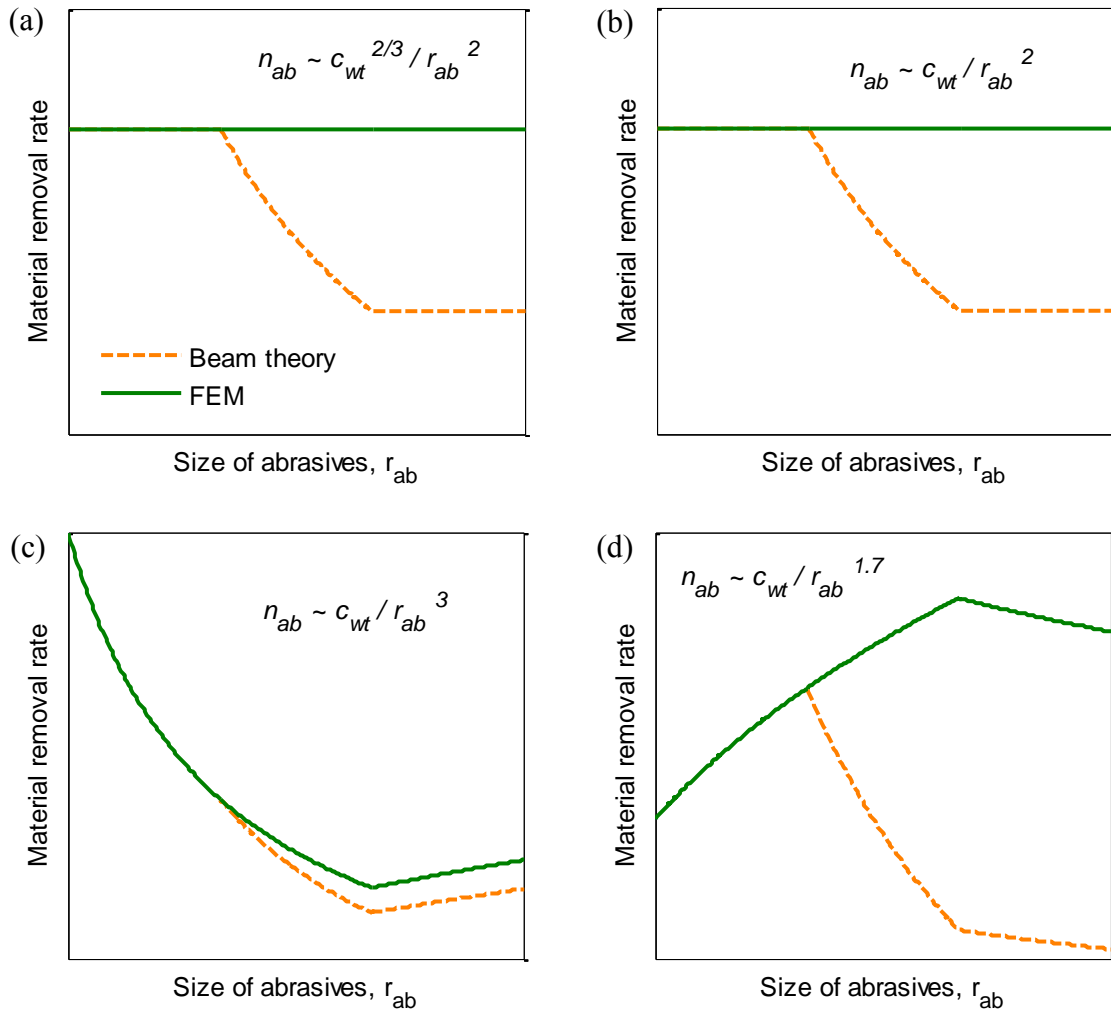 (a)
n_ab ~ c_wt^2/3 / r_ab^2
Material removal rate
Beam theory
FEM
Size of abrasives, r_ab
(b)
n_ab ~ c_wt / r_ab^2
Material removal rate
Size of abrasives, r_ab
(c)
n_ab ~ c_wt / r_ab^3
Material removal rate
Size of abrasives, r_ab
(d)
n_ab ~ c_wt / r_ab^1.7
Material removal rate
Size of abrasives, r_ab